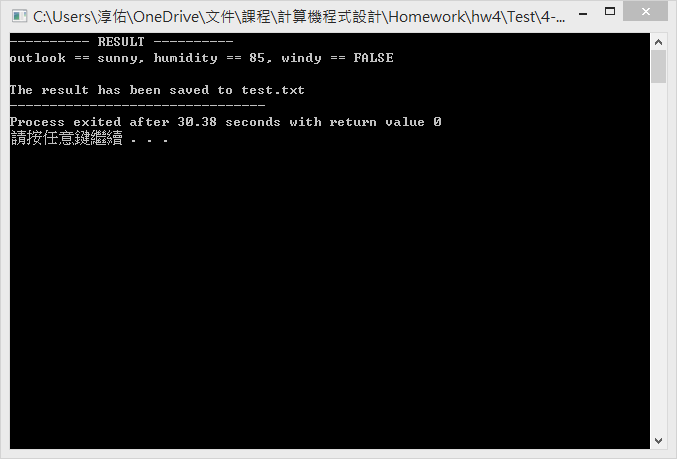 C:\Users\淳佑\OneDrive\文件\課程\計算機程式設計\Homework\hw4\Test\4-...
---------- RESULT ----------
outlook == sunny, humidity == 85, windy == FALSE
The result has been saved to test.txt
--------------------------------
Process exited after 30.38 seconds with return value 0
請按任意鍵繼續 . . .